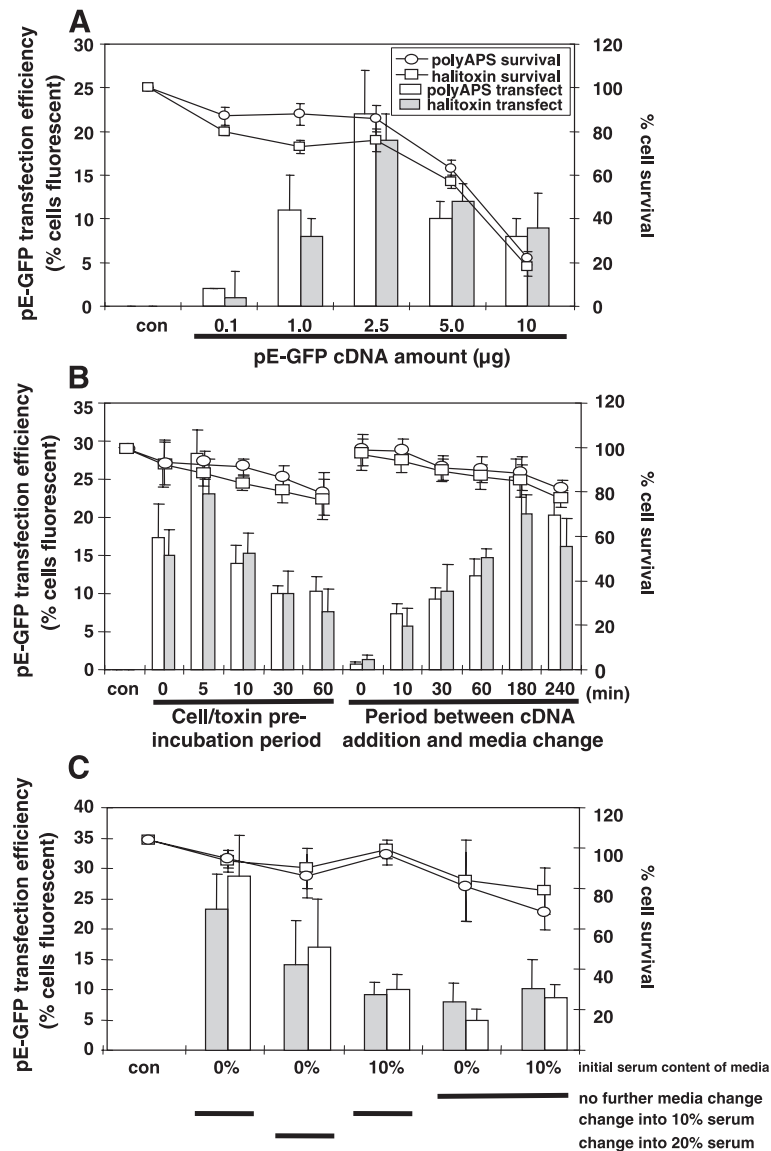 A
pE-GFP transfection efficiency
(% cells fluorescent)
30
25
20
15
10
5
0
120
100
80
60
40
20
0
% cell survival
polyAPS survival
halitoxin survival
polyAPS transfect
halitoxin transfect
con 0.1 1.0 2.5 5.0 10
pE-GFP cDNA amount (µg)
B
pE-GFP transfection efficiency
(% cells fluorescent)
35
30
25
20
15
10
5
0
120
100
80
60
40
20
0
% cell survival
con 0 5 10 30 60 0 10 30 60 180 240 (min)
Cell/toxin pre-
incubation period
Period between cDNA
addition and media change
C
pE-GFP transfection efficiency
(% cells fluorescent)
40
35
30
25
20
15
10
5
0
120
100
80
60
40
20
% cell survival
con 0% 0% 10% 0% 10% initial serum content of media
no further media change
change into 10% serum
change into 20% serum